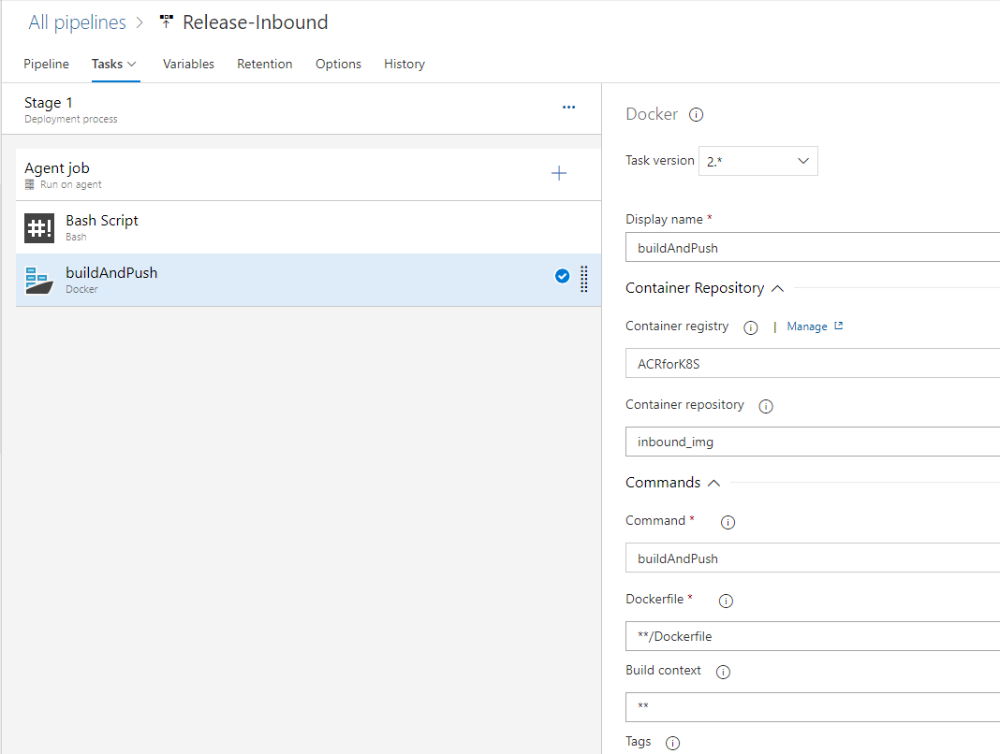 All pipelines > Release-Inbound
Pipeline Tasks Variables Retention Options History
Stage 1
Deployment process
Agent job
Run on agent
#! Bash Script
Bash
buildAndPush
Docker
Docker
Task version 2.*
Display name *
buildAndPush
Container Repository
Container registry | Manage
ACRforK8S
Container repository
inbound_img
Commands
Command *
buildAndPush
Dockerfile *
**/Dockerfile
Build context
**
Tags